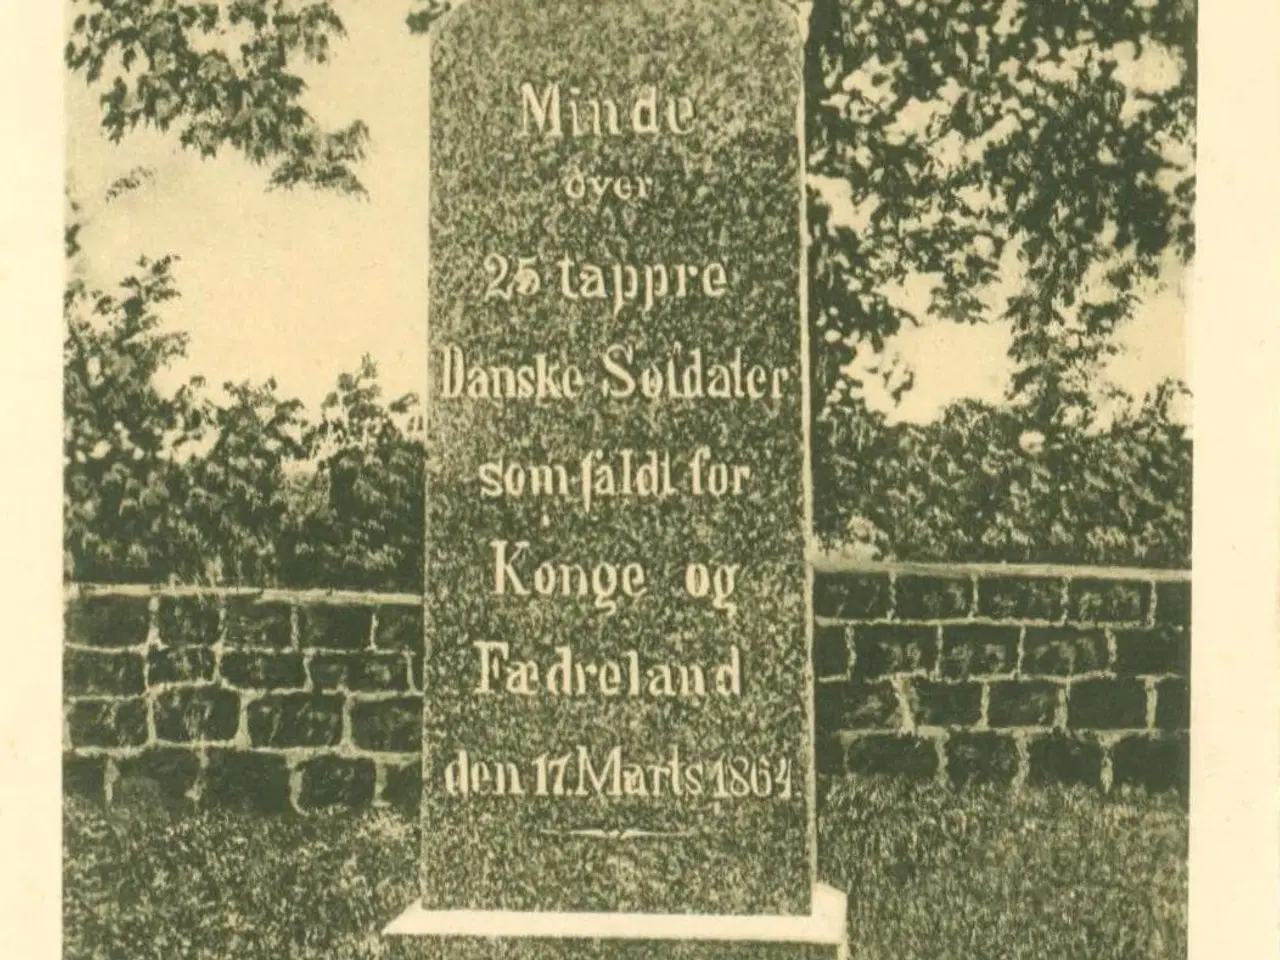 Minde
over
25 tappre
Danske Soldater
som faldt for
Konge og
Fædreland
den 17. Marts 1864.